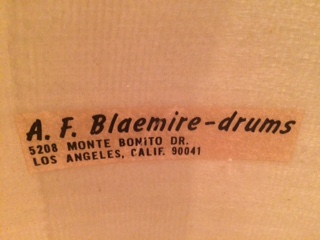 A. F. Blaemire-drums
5208 MONTE BONITO DR.
LOS ANGELES, CALIF. 90041